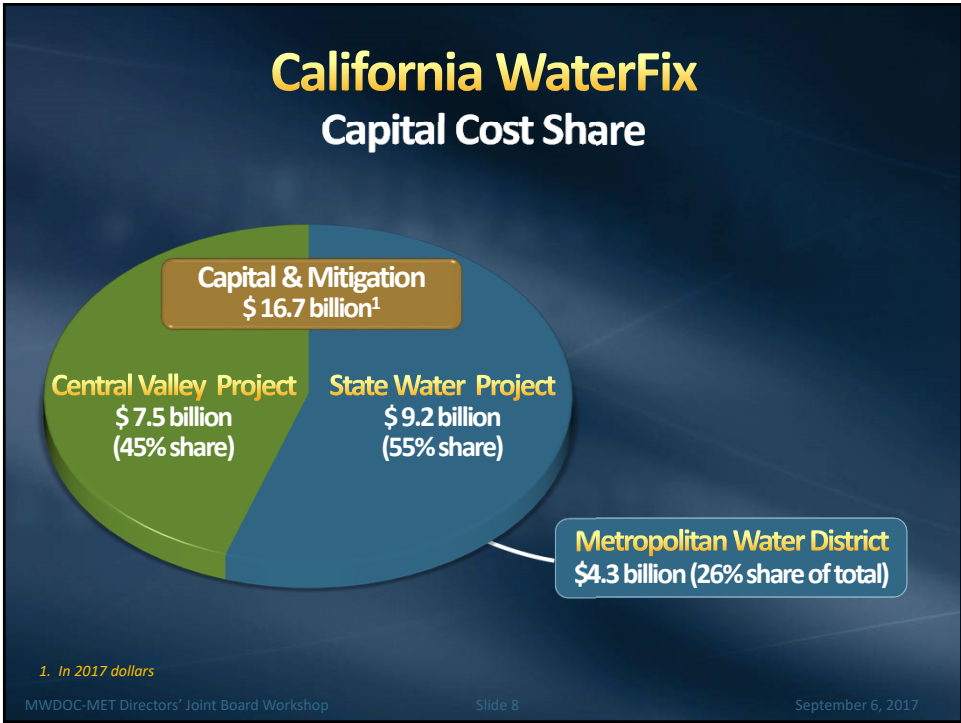 California WaterFix
Capital Cost Share
Capital & Mitigation
$ 16.7 billion1
Central Valley Project
$ 7.5 billion
(45% share)
State Water Project
$ 9.2 billion
(55% share)
Metropolitan Water District
$4.3 billion (26% share of total)
1. In 2017 dollars
MWDOC-MET Directors’ Joint Board Workshop
Slide 8
September 6, 2017